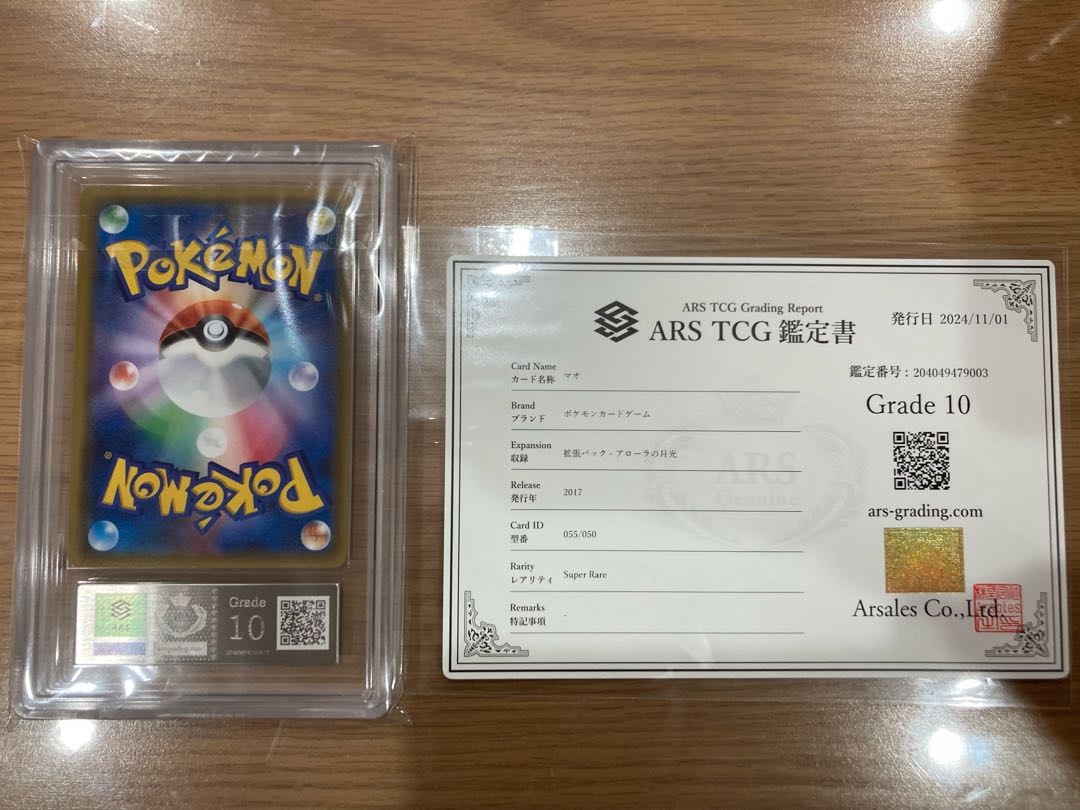 POKéMON
POKéMON
ARS
Grade
10
ARS TCG Grading Report
ARS TCG 鑑定書
発行日 2024/11/01
鑑定番号 : 204049479003
Grade 10
ars-grading.com
Arsales Co.,Ltd.
Card Name
カード名称 マオ
Brand
ブランド ポケモンカードゲーム
Expansion
収録 拡張パック - アローラの月光
Release
発行年 2017
Card ID
型番 055/050
Rarity
レアリティ Super Rare
Remarks
特記事項 -
ARS
Genuine